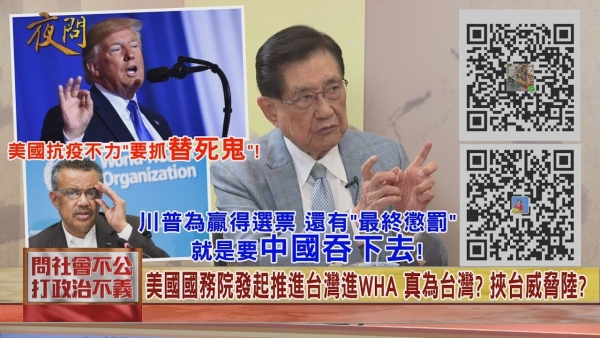 夜問
美國抗疫不力"要抓替死鬼"!
Organization
川普為贏得選票 還有"最終懲罰"
就是要中國吞下去!
問社會不公
打政治不義
美國國務院發起推進台灣進WHA 真為台灣? 挾台威脅陸?